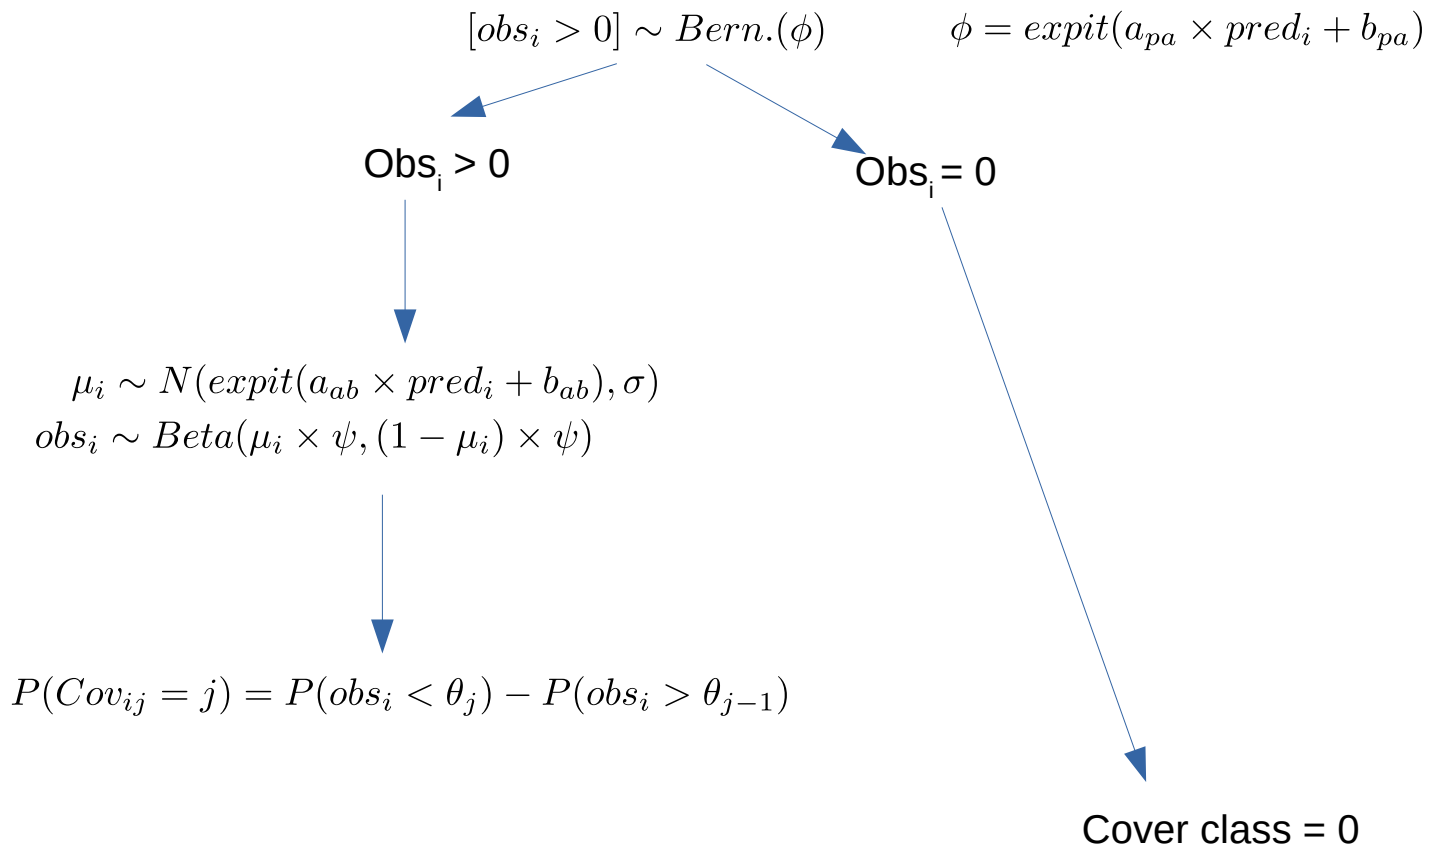 [obs_i > 0] ∼ Bern.(ϕ)
ϕ = expit(a_pa × pred_i + b_pa)
Obs_i > 0
Obs_i = 0
μ_i ∼ N(expit(a_ab × pred_i + b_ab), σ)
obs_i ∼ Beta(μ_i × ψ, (1 − μ_i) × ψ)
P(Cov_ij = j) = P(obs_i < θ_j) − P(obs_i > θ_j−1)
Cover class = 0